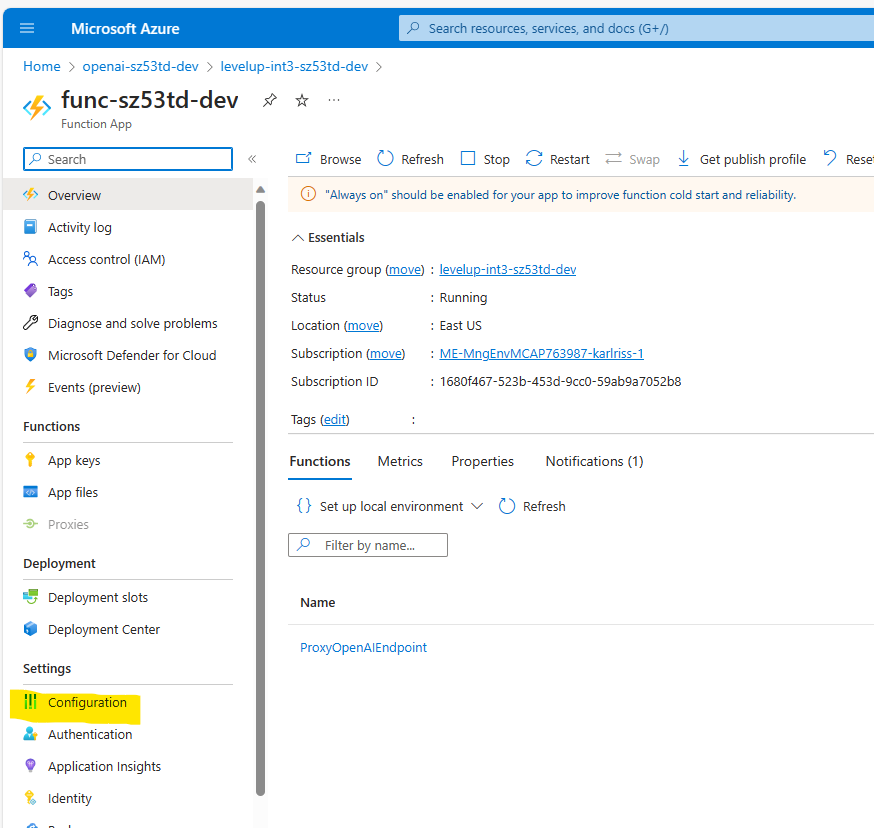 Microsoft Azure
Search resources, services, and docs (G+/)
Home > openai-sz53td-dev > levelup-int3-sz53td-dev >
func-sz53td-dev
Function App
Search
«
Browse Refresh Stop Restart Swap Get publish profile Reset
Overview
Activity log
Access control (IAM)
Tags
Diagnose and solve problems
Microsoft Defender for Cloud
Events (preview)
Functions
App keys
App files
Proxies
Deployment
Deployment slots
Deployment Center
Settings
Configuration
Authentication
Application Insights
Identity
"Always on" should be enabled for your app to improve function cold start and reliability.
Essentials
Resource group (move) : levelup-int3-sz53td-dev
Status : Running
Location (move) : East US
Subscription (move) : ME-MngEnvMCAP763987-karlriss-1
Subscription ID : 1680f467-523b-453d-9cc0-59ab9a7052b8
Tags (edit) :
Functions Metrics Properties Notifications (1)
{} Set up local environment Refresh
Filter by name...
Name
ProxyOpenAIEndpoint